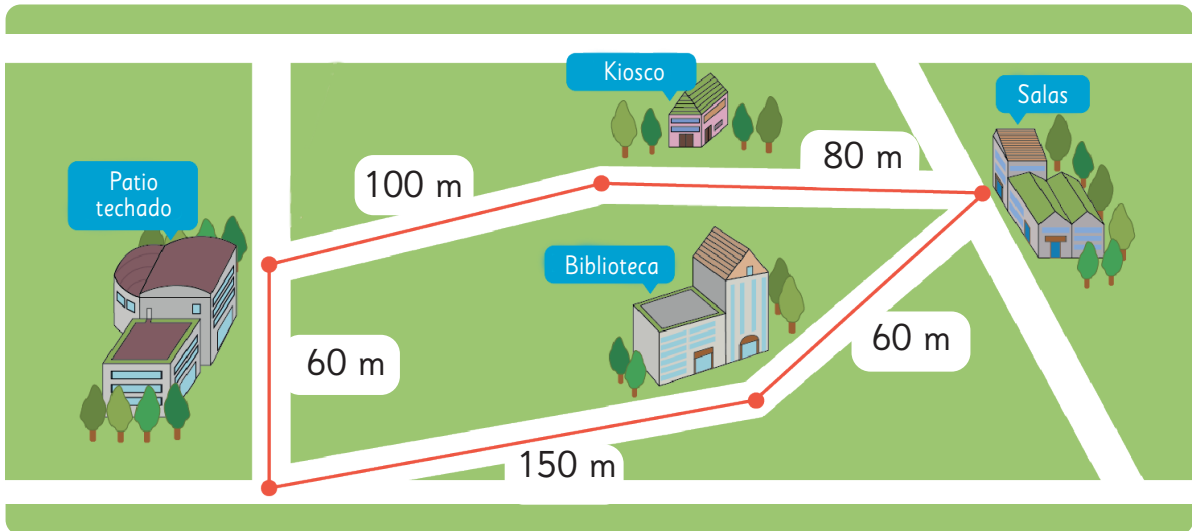 Kiosco
Salas
80 m
100 m
Patio
techado
Biblioteca
60 m
60 m
150 m